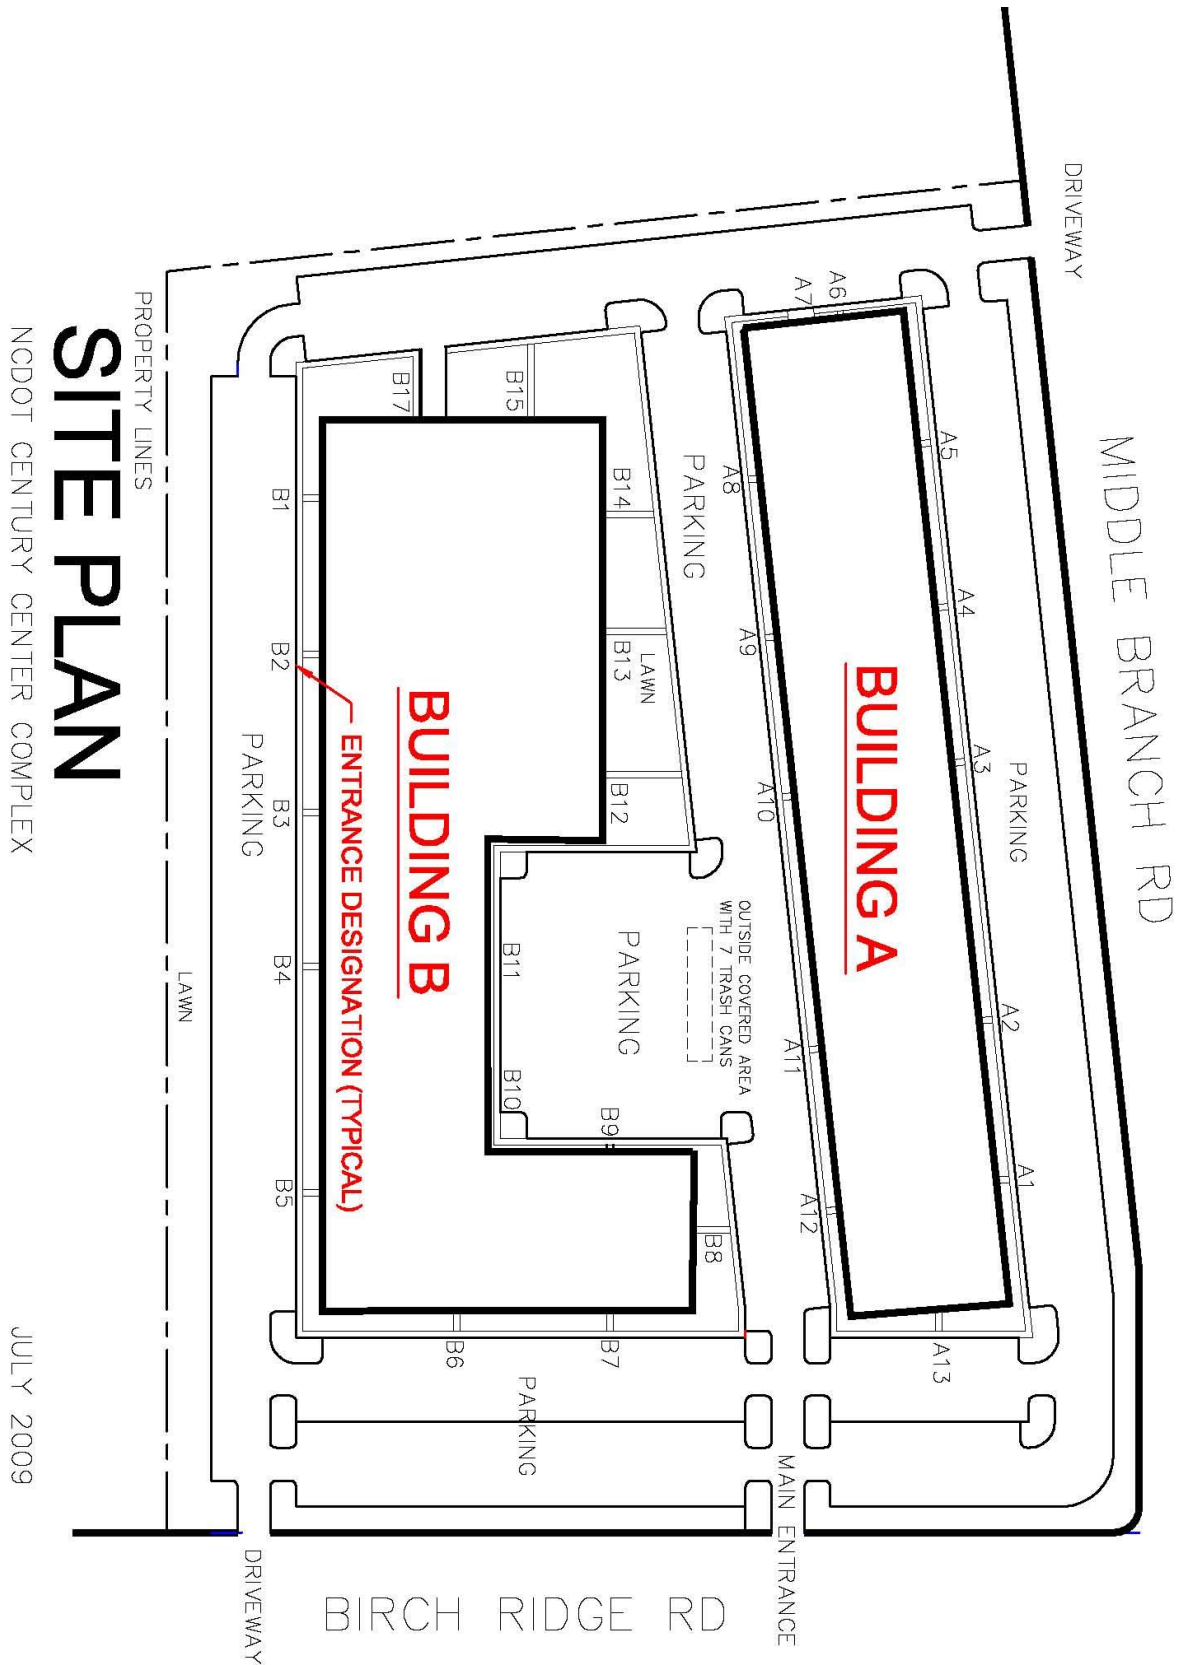 MIDDLE BRANCH RD
DRIVEWAY
PARKING
A5
A4
A3
A2
A1
A6
A7
BUILDING A
A13
A8
A9
A10
A11
A12
PARKING
OUTSIDE COVERED AREA
WITH 7 TRASH CANS
PARKING
MAIN ENTRANCE
B15
B14
B13
LAWN
B12
B11
B10
B9
B8
B17
BUILDING B
ENTRANCE DESIGNATION (TYPICAL)
B7
B6
PARKING
BIRCH RIDGE RD
B1
B2
B3
B4
B5
PARKING
DRIVEWAY
LAWN
PROPERTY LINES
SITE PLAN
NCDOT CENTURY CENTER COMPLEX
JULY 2009